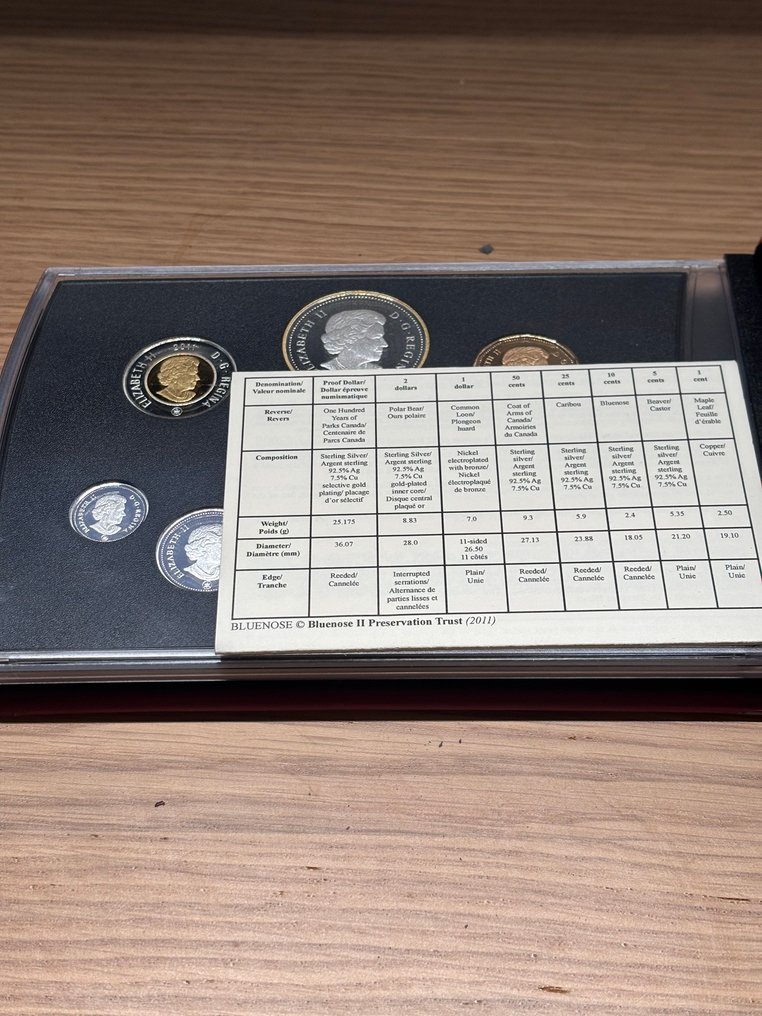 2011
ELIZABETH II D·G·REGINA
ELIZABETH II D·G·REGINA
ELIZABETH II D·G·REGINA
Denomination/
Valeur nominale
Proof Dollar/
Dollar épreuve
numismatique
2
dollars
1
dollar
50
cents
25
cents
10
cents
5
cents
1
cent
Reverse/
Revers
One Hundred
Years of
Parks Canada/
Centenaire de
Parcs Canada
Polar Bear/
Ours polaire
Common
Loon/
Plongeon
huard
Coat of
Arms of
Canada/
Armoiries
du Canada
Caribou
Bluenose
Beaver/
Castor
Maple
Leaf/
Feuille
d'érable
Composition
Sterling Silver/
Argent sterling
92.5% Ag
7.5% Cu
selective gold
plating/ placage
d'or sélectif
Sterling Silver/
Argent sterling
92.5% Ag
7.5% Cu
gold-plated
inner core/
Disque central
plaqué or
Nickel
electroplated
with bronze/
Nickel
électroplaqué
de bronze
Sterling
silver/
Argent
sterling
92.5% Ag
7.5% Cu
Sterling
silver/
Argent
sterling
92.5% Ag
7.5% Cu
Sterling
silver/
Argent
sterling
92.5% Ag
7.5% Cu
Sterling
silver/
Argent
sterling
92.5% Ag
7.5% Cu
Copper/
Cuivre
Weight/
Poids (g)
25.175
8.83
7.0
9.3
5.9
2.4
5.35
2.50
Diameter/
Diamètre (mm)
36.07
28.0
11-sided
26.50
11 côtés
27.13
23.88
18.05
21.20
19.10
Edge/
Tranche
Reeded/
Cannelée
Interrupted
serrations/
Alternance de
parties lisses et
cannelées
Plain/
Unie
Reeded/
Cannelée
Reeded/
Cannelée
Reeded/
Cannelée
Plain/
Unie
Plain/
Unie
BLUENOSE © Bluenose II Preservation Trust (2011)